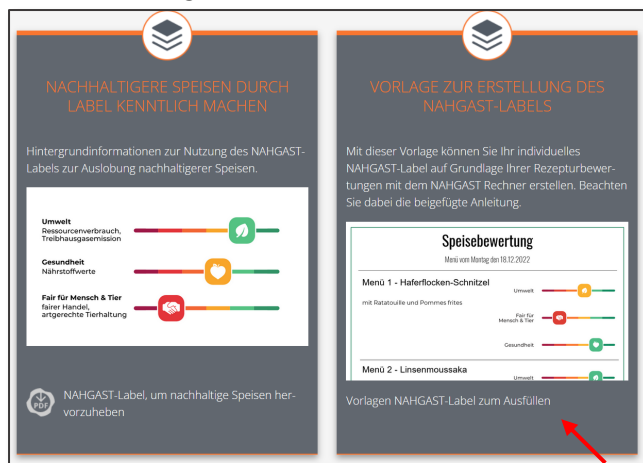 NACHHALTIGERE SPEISEN DURCH
LABEL KENNTLICH MACHEN
Hintergrundinformationen zur Nutzung des NAHGAST-
Labels zur Auslobung nachhaltigerer Speisen.
Umwelt
Ressourcenverbrauch,
Treibhausgasemission
Gesundheit
Nährstoffwerte
Fair für Mensch & Tier
fairer Handel,
artgerechte Tierhaltung
PDF
NAHGAST-Label, um nachhaltige Speisen her-
vorzuheben
VORLAGE ZUR ERSTELLUNG DES
NAHGAST-LABELS
Mit dieser Vorlage können Sie Ihr individuelles
NAHGAST-Label auf Grundlage Ihrer Rezepturbewer-
tungen mit dem NAHGAST Rechner erstellen. Beachten
Sie dabei die beigefügte Anleitung.
Speisebewertung
Menü vom Montag den 18.12.2022
Menü 1 - Haferflocken-Schnitzel
mit Ratatouille und Pommes frites
Umwelt
Fair für
Mensch & Tier
Gesundheit
Menü 2 - Linsenmoussaka
Umwelt
Vorlagen NAHGAST-Label zum Ausfüllen